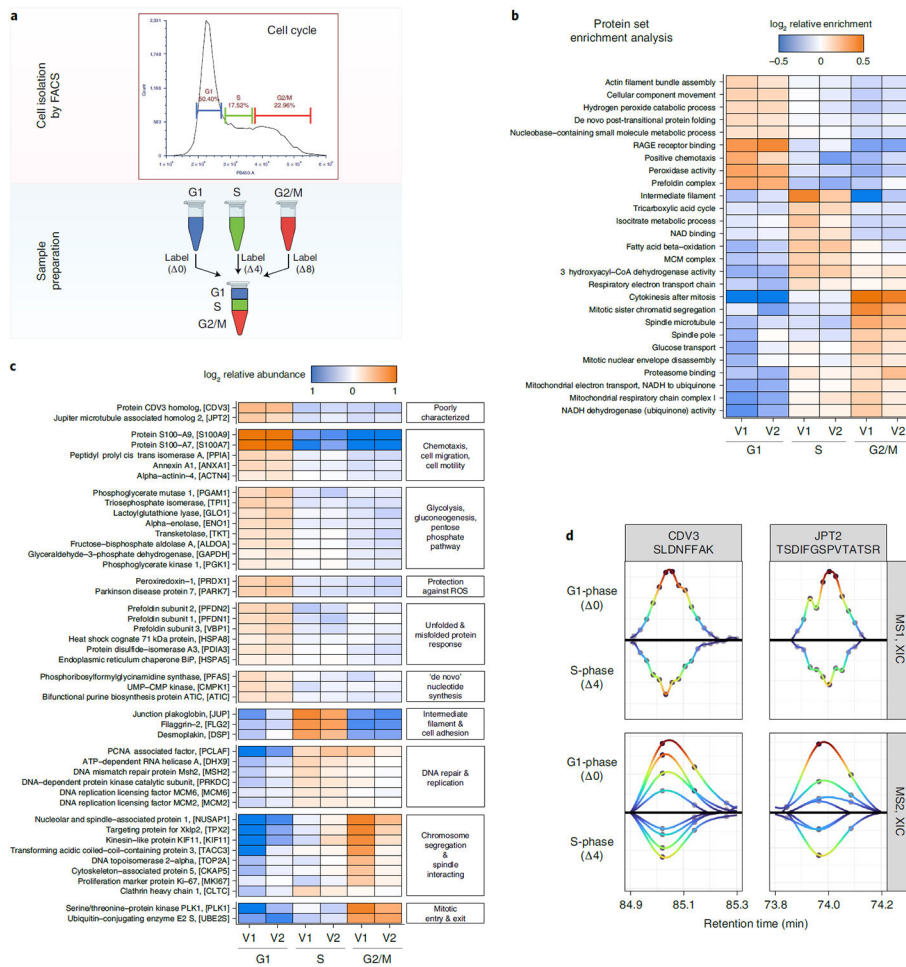 a
Cell isolation
by FACS
Cell cycle
2,031
1,740
1,356
Count
583
166
0
G1
50.40%
S
17.52%
G2/M
22.96%
PB450-A
G1
S
G2/M
Sample
preparation
Label
(Δ0)
Label
(Δ4)
Label
(Δ8)
G1
S
G2/M
b
Protein set
enrichment analysis
log2 relative enrichment
−0.5
0
0.5
Actin filament bundle assembly
Cellular component movement
Hydrogen peroxide catabolic process
De novo post-transitional protein folding
Nucleobase−containing small molecule metabolic process
RAGE receptor binding
Positive chemotaxis
Peroxidase activity
Prefoldin complex
Intermediate filament
Tricarboxylic acid cycle
Isocitrate metabolic process
NAD binding
Fatty acid beta−oxidation
MCM complex
3 hydroxyacyl−CoA dehydrogenase activity
Respiratory electron transport chain
Cytokinesis after mitosis
Mitotic sister chromatid segregation
Spindle microtubule
Spindle pole
Glucose transport
Mitotic nuclear envelope disassembly
Proteasome binding
Mitochondrial electron transport, NADH to ubiquinone
Mitochondrial respiratory chain complex I
NADH dehydrogenase (ubiquinone) activity
V1 V2 V1 V2 V1 V2
G1 S G2/M
c
log2 relative abundance
1
0
1
Protein CDV3 homolog, [CDV3]
Jupiter microtubule associated homolog 2, [JPT2]
Poorly
characterized
Protein S100−A9, [S100A9]
Protein S100−A7, [S100A7]
Peptidyl prolyl cis trans isomerase A, [PPIA]
Annexin A1, [ANXA1]
Alpha−actinin−4, [ACTN4]
Chemotaxis,
cell migration,
cell motility
Phosphoglycerate mutase 1, [PGAM1]
Triosephosphate isomerase, [TPI1]
Lactoylglutathione lyase, [GLO1]
Alpha−enolase, [ENO1]
Transketolase, [TKT]
Fructose−bisphosphate aldolase A, [ALDOA]
Glyceraldehyde−3−phosphate dehydrogenase, [GAPDH]
Phosphoglycerate kinase 1, [PGK1]
Glycolysis,
gluconeogenesis,
pentose
phosphate
pathway
Peroxiredoxin−1, [PRDX1]
Parkinson disease protein 7, [PARK7]
Protection
against ROS
Prefoldin subunit 2, [PFDN2]
Prefoldin subunit 1, [PFDN1]
Prefoldin subunit 3, [VBP1]
Heat shock cognate 71 kDa protein, [HSPA8]
Protein disulfide−isomerase A3, [PDIA3]
Endoplasmic reticulum chaperone BiP, [HSPA5]
Unfolded &
misfolded protein
response
Phosphoribosylformylglycinamidine synthase, [PFAS]
UMP−CMP kinase, [CMPK1]
Bifunctional purine biosynthesis protein ATIC, [ATIC]
'de novo'
nucleotide
synthesis
Junction plakoglobin, [JUP]
Filaggrin−2, [FLG2]
Desmoplakin, [DSP]
Intermediate
filament &
cell adhesion
PCNA associated factor, [PCLAF]
ATP−dependent RNA helicase A, [DHX9]
DNA mismatch repair protein Msh2, [MSH2]
DNA−dependent protein kinase catalytic subunit, [PRKDC]
DNA replication licensing factor MCM6, [MCM6]
DNA replication licensing factor MCM2, [MCM2]
DNA repair &
replication
Nucleolar and spindle−associated protein 1, [NUSAP1]
Targeting protein for Xklp2, [TPX2]
Kinesin−like protein KIF11, [KIF11]
Transforming acidic coiled−coil−containing protein 3, [TACC3]
DNA topoisomerase 2−alpha, [TOP2A]
Cytoskeleton−associated protein 5, [CKAP5]
Proliferation marker protein Ki−67, [MKI67]
Clathrin heavy chain 1, [CLTC]
Chromosome
segregation
&
spindle
interacting
Serine/threonine−protein kinase PLK1, [PLK1]
Ubiquitin−conjugating enzyme E2 S, [UBE2S]
Mitotic
entry & exit
V1 V2 V1 V2 V1 V2
G1 S G2/M
d
CDV3
SLDNFFAK
JPT2
TSDIFGSPVTATSR
G1-phase
(Δ0)
S-phase
(Δ4)
MS1, XIC
G1-phase
(Δ0)
S-phase
(Δ4)
MS2, XIC
84.9 85.1 85.3 73.8 74.0 74.2
Retention time (min)